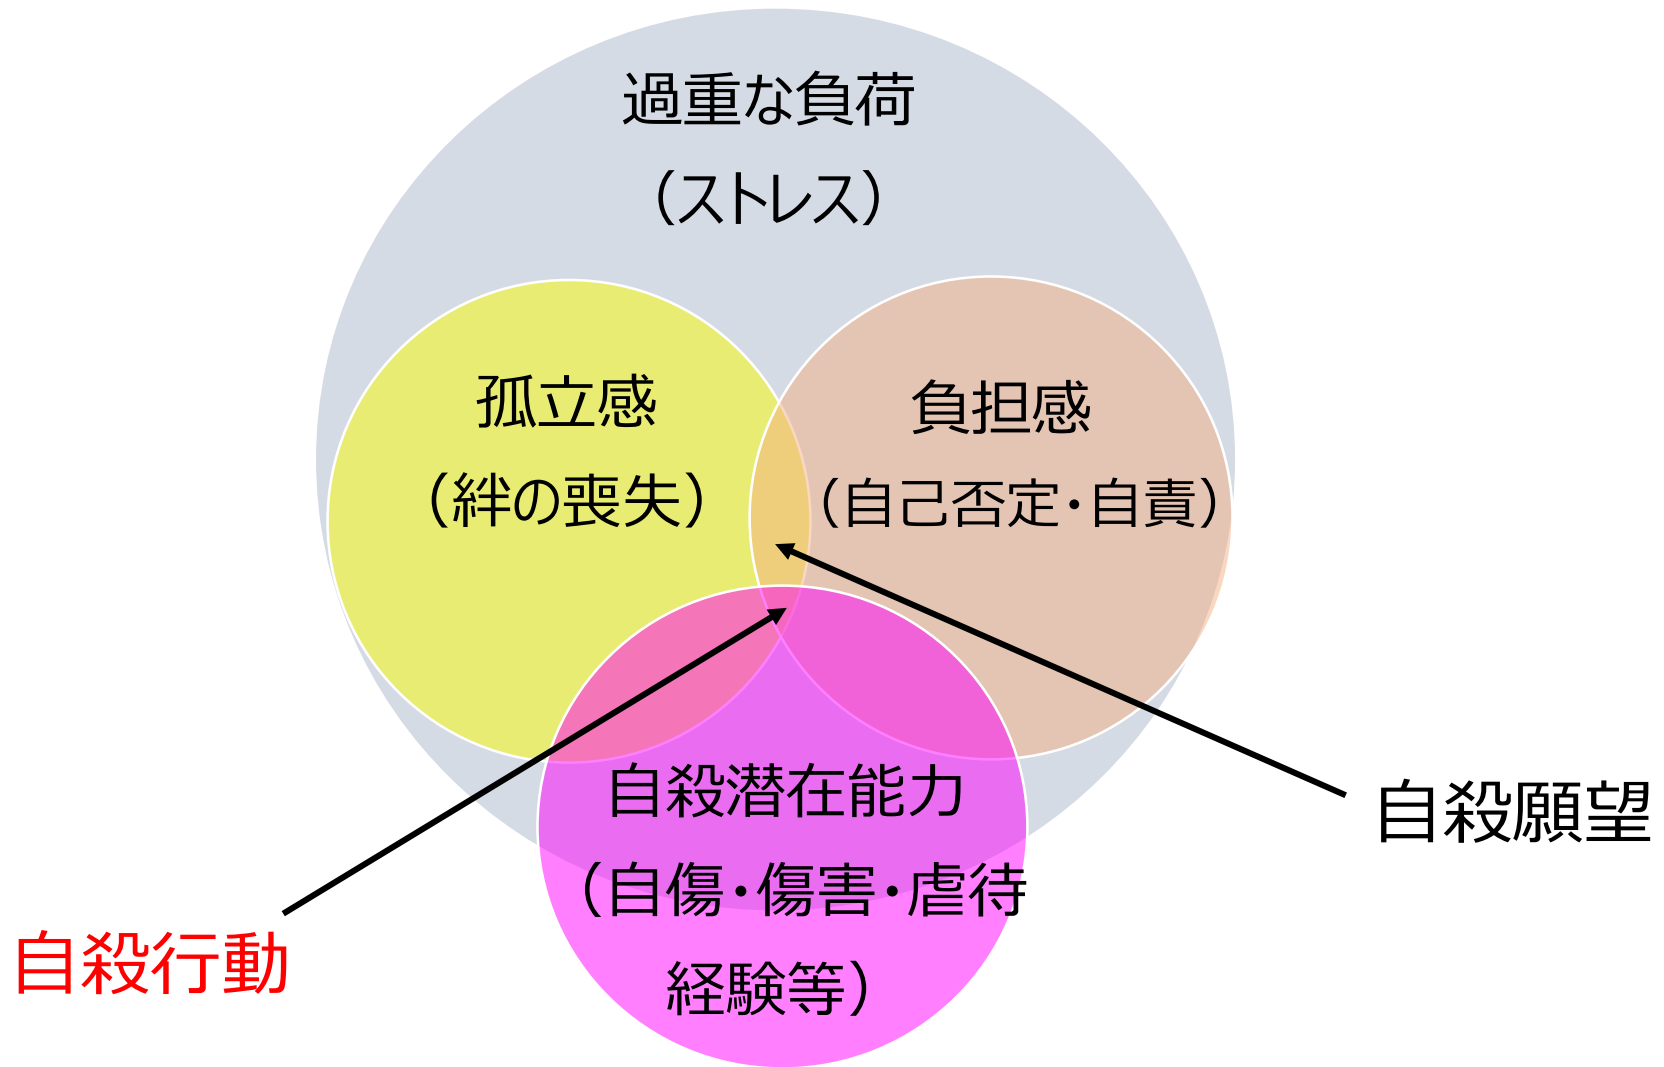 過重な負荷
（ストレス）
孤立感
（絆の喪失）
負担感
（自己否定・自責）
自殺潜在能力
（自傷・傷害・虐待
経験等）
自殺願望
自殺行動